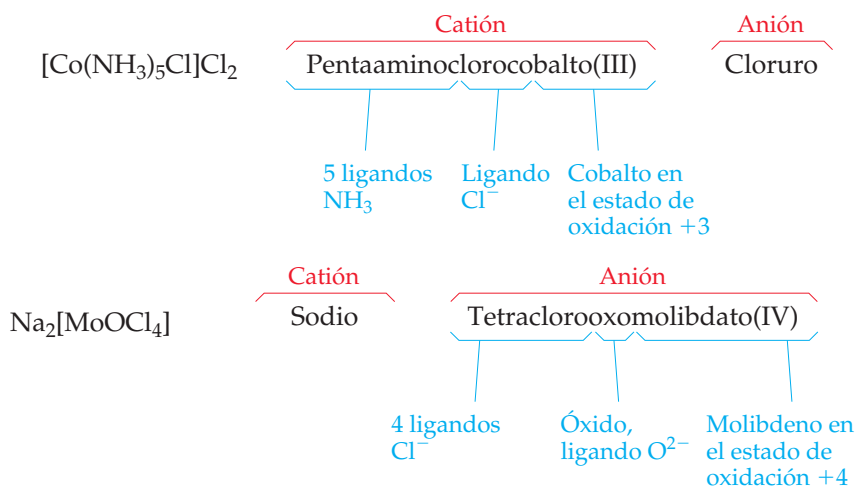 Catión Anión
[Co(NH₃)₅Cl]Cl₂ Pentaaminoclorocobalto(III) Cloruro
5 ligandos Ligando Cobalto en
NH₃ Cl⁻ el estado de
oxidación +3
Catión Anión
Na₂[MoOCl₄] Sodio Tetraclorooxomolibdato(IV)
4 ligandos Óxido, Molibdeno en
Cl⁻ ligando O²⁻ el estado de
oxidación +4